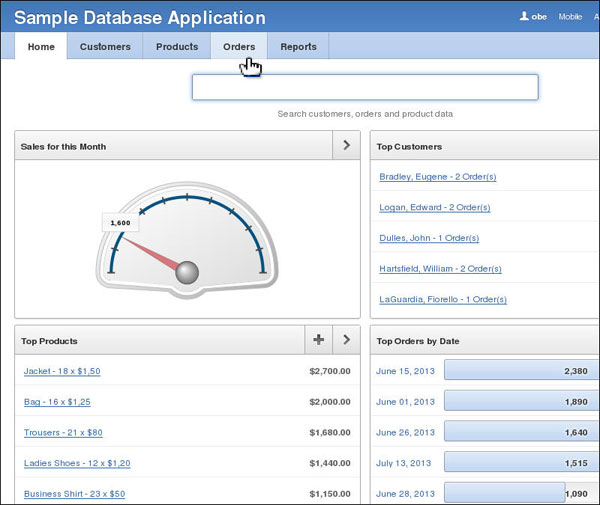 Sample Database Application
obe Mobile A
Home Customers Products Orders Reports
Search customers, orders and product data
Sales for this Month
1,600
Top Customers
Bradley, Eugene - 2 Order(s)
Logan, Edward - 2 Order(s)
Dulles, John - 1 Order(s)
Hartsfield, William - 2 Order(s)
LaGuardia, Fiorello - 1 Order(s)
Top Products
Jacket - 18 x $1,50 $2,700.00
Bag - 16 x $1,25 $2,000.00
Trousers - 21 x $80 $1,680.00
Ladies Shoes - 12 x $1,20 $1,440.00
Business Shirt - 23 x $50 $1,150.00
Top Orders by Date
June 15, 2013 2,380
June 01, 2013 1,890
June 26, 2013 1,640
July 13, 2013 1,515
June 28, 2013 1,090